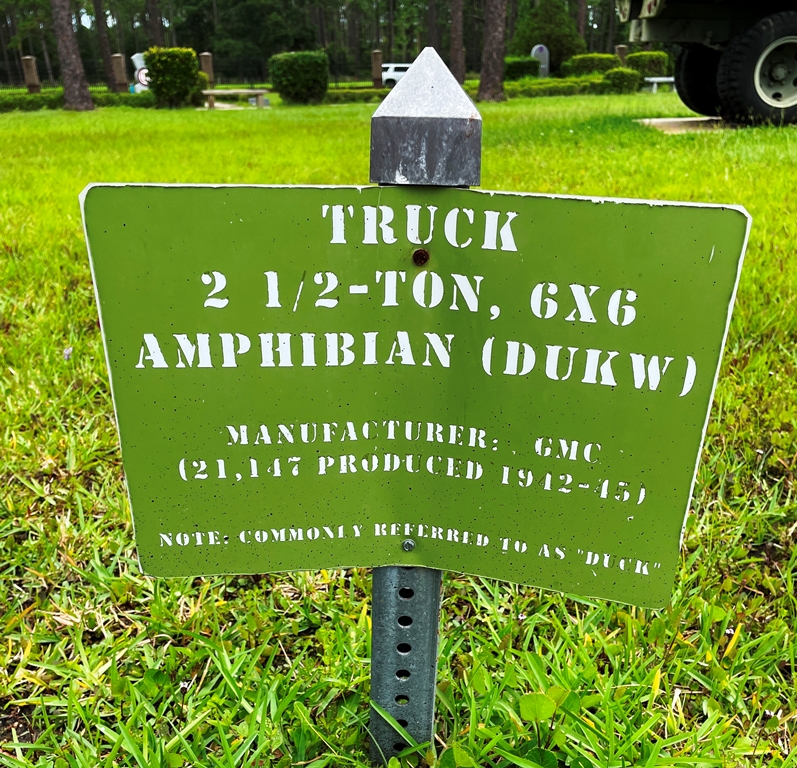 TRUCK
2 1/2-TON, 6X6
AMPHIBIAN (DUKW)
MANUFACTURER: GMC
(21,147 PRODUCED 1942-45)
NOTE: COMMONLY REFERRED TO AS "DUCK"